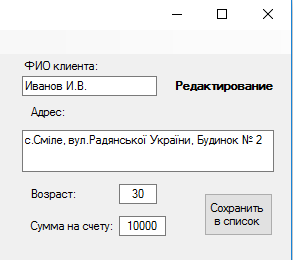 ФИО клиента:
Иванов И.В. Редактирование
Адрес:
с.Сміле, вул.Радянської України, Будинок № 2
Возраст: 30
Сумма на счету: 10000
Сохранить
в список